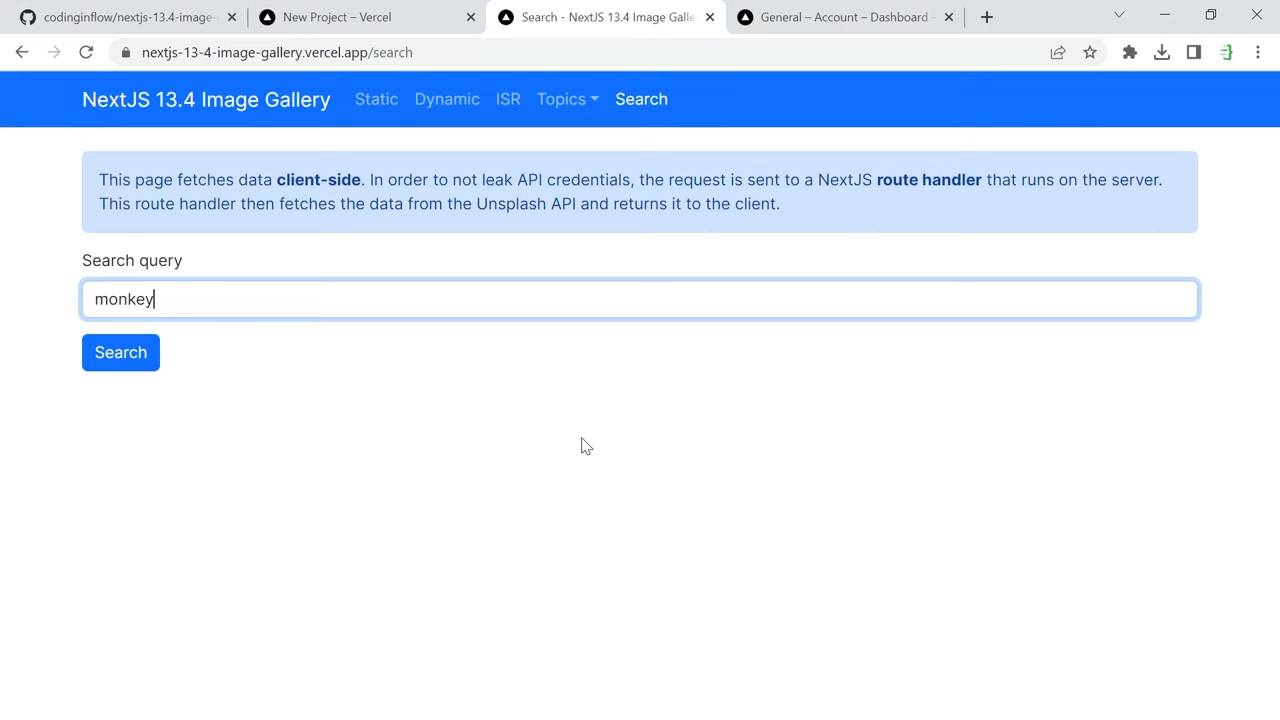 codinginflow/nextjs-13.4-image-
New Project – Vercel
Search - NextJS 13.4 Image Galle
General – Account – Dashboard
nextjs-13-4-image-gallery.vercel.app/search
NextJS 13.4 Image Gallery Static Dynamic ISR Topics Search
This page fetches data client-side. In order to not leak API credentials, the request is sent to a NextJS route handler that runs on the server.
This route handler then fetches the data from the Unsplash API and returns it to the client.
Search query
monkey
Search